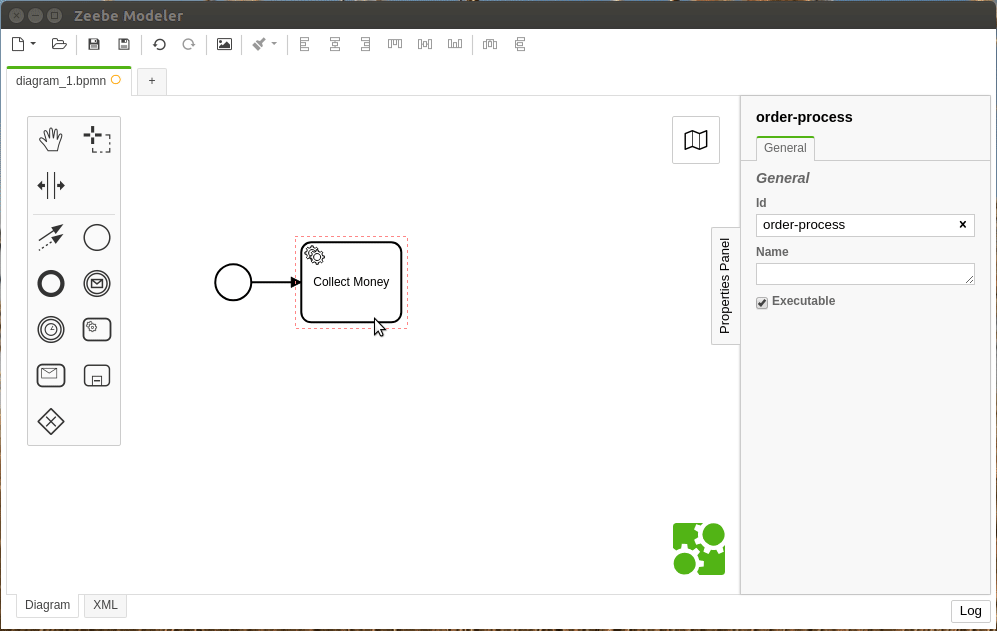 Zeebe Modeler
diagram_1.bpmn
+
order-process
General
General
Id
order-process
Name
Executable
Properties Panel
Collect Money
Diagram
XML
Log